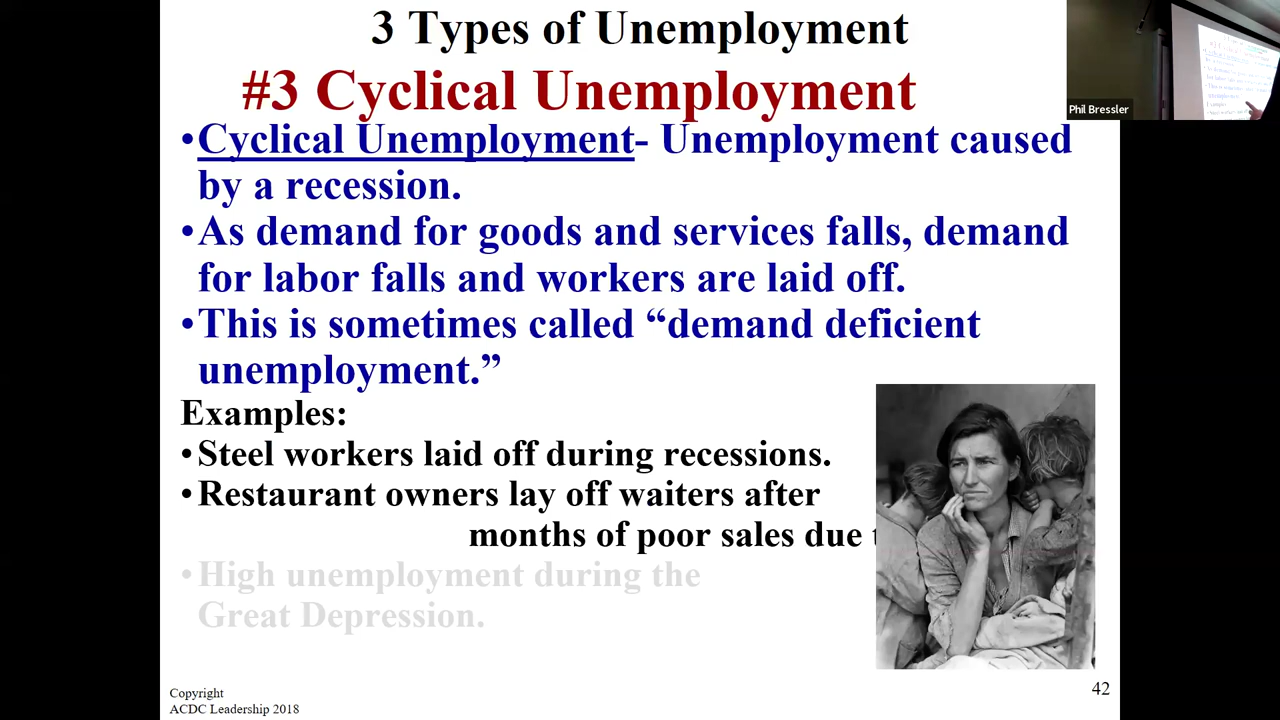 3 Types of Unemployment
#3 Cyclical Unemployment
Phil Bressler
•Cyclical Unemployment- Unemployment caused
by a recession.
•As demand for goods and services falls, demand
for labor falls and workers are laid off.
•This is sometimes called “demand deficient
unemployment.”
Examples:
•Steel workers laid off during recessions.
•Restaurant owners lay off waiters after
months of poor sales due
•High unemployment during the
Great Depression.
Copyright
ACDC Leadership 2018
42